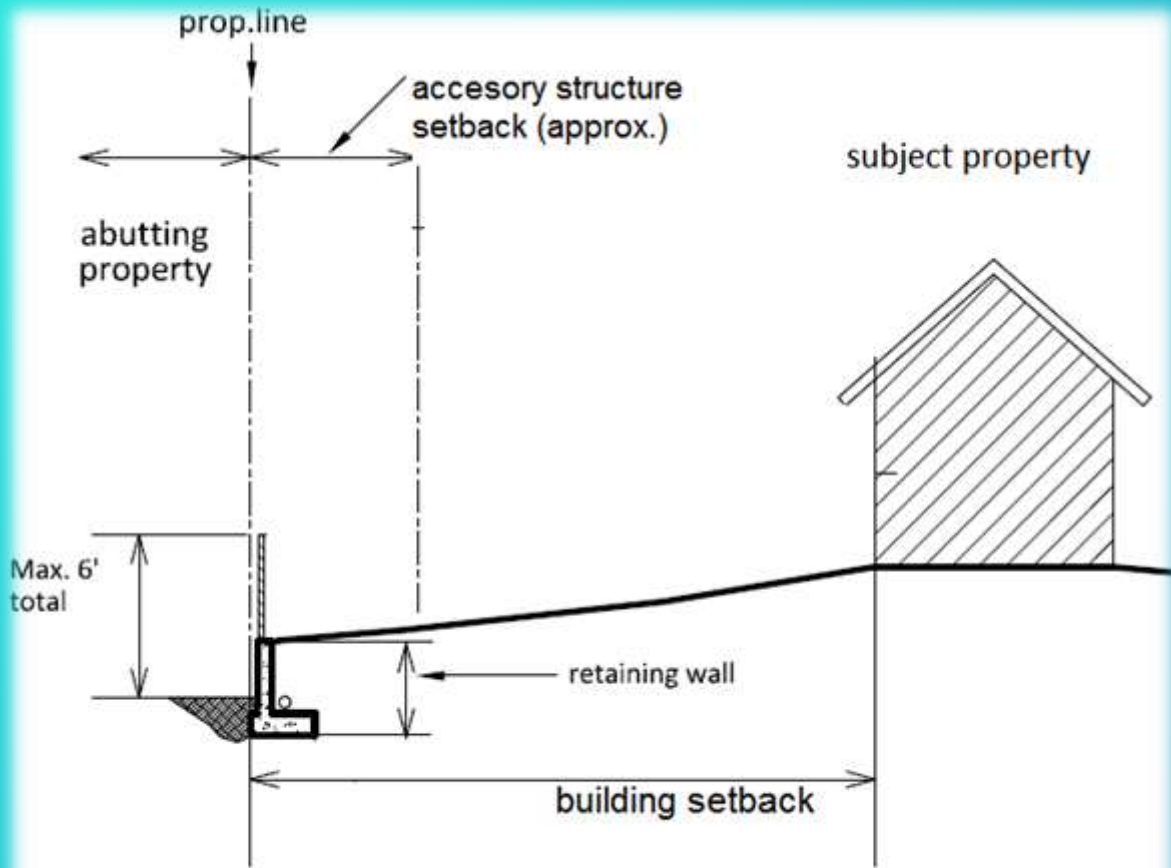 prop.line
accesory structure
setback (approx.)
subject property
abutting
property
Max. 6'
total
retaining wall
building setback